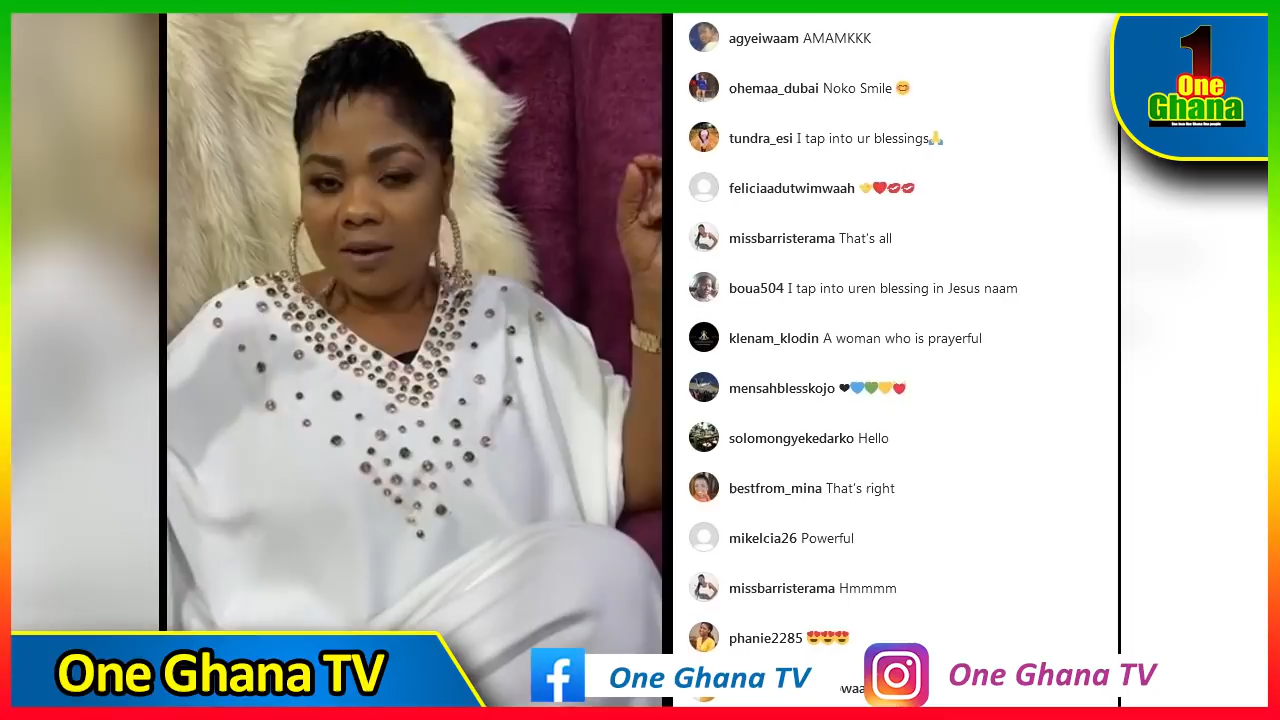 agyeiwaam AMAMKKK
ohemaa_dubai Noko Smile 😊
tundra_esi I tap into ur blessings🙏
feliciaadutwimwaah 🤛❤️💋💋
missbarristerama That's all
boua504 I tap into uren blessing in Jesus naam
klenam_klodin A woman who is prayerful
mensahblesskojo 🖤💙💚💛❤️
solomongyekedarko Hello
bestfrom_mina That's right
mikelcia26 Powerful
missbarristerama Hmmmm
phanie2285 😍😍😍
1
One
Ghana
One Ghana TV
One Ghana TV
One Ghana TV